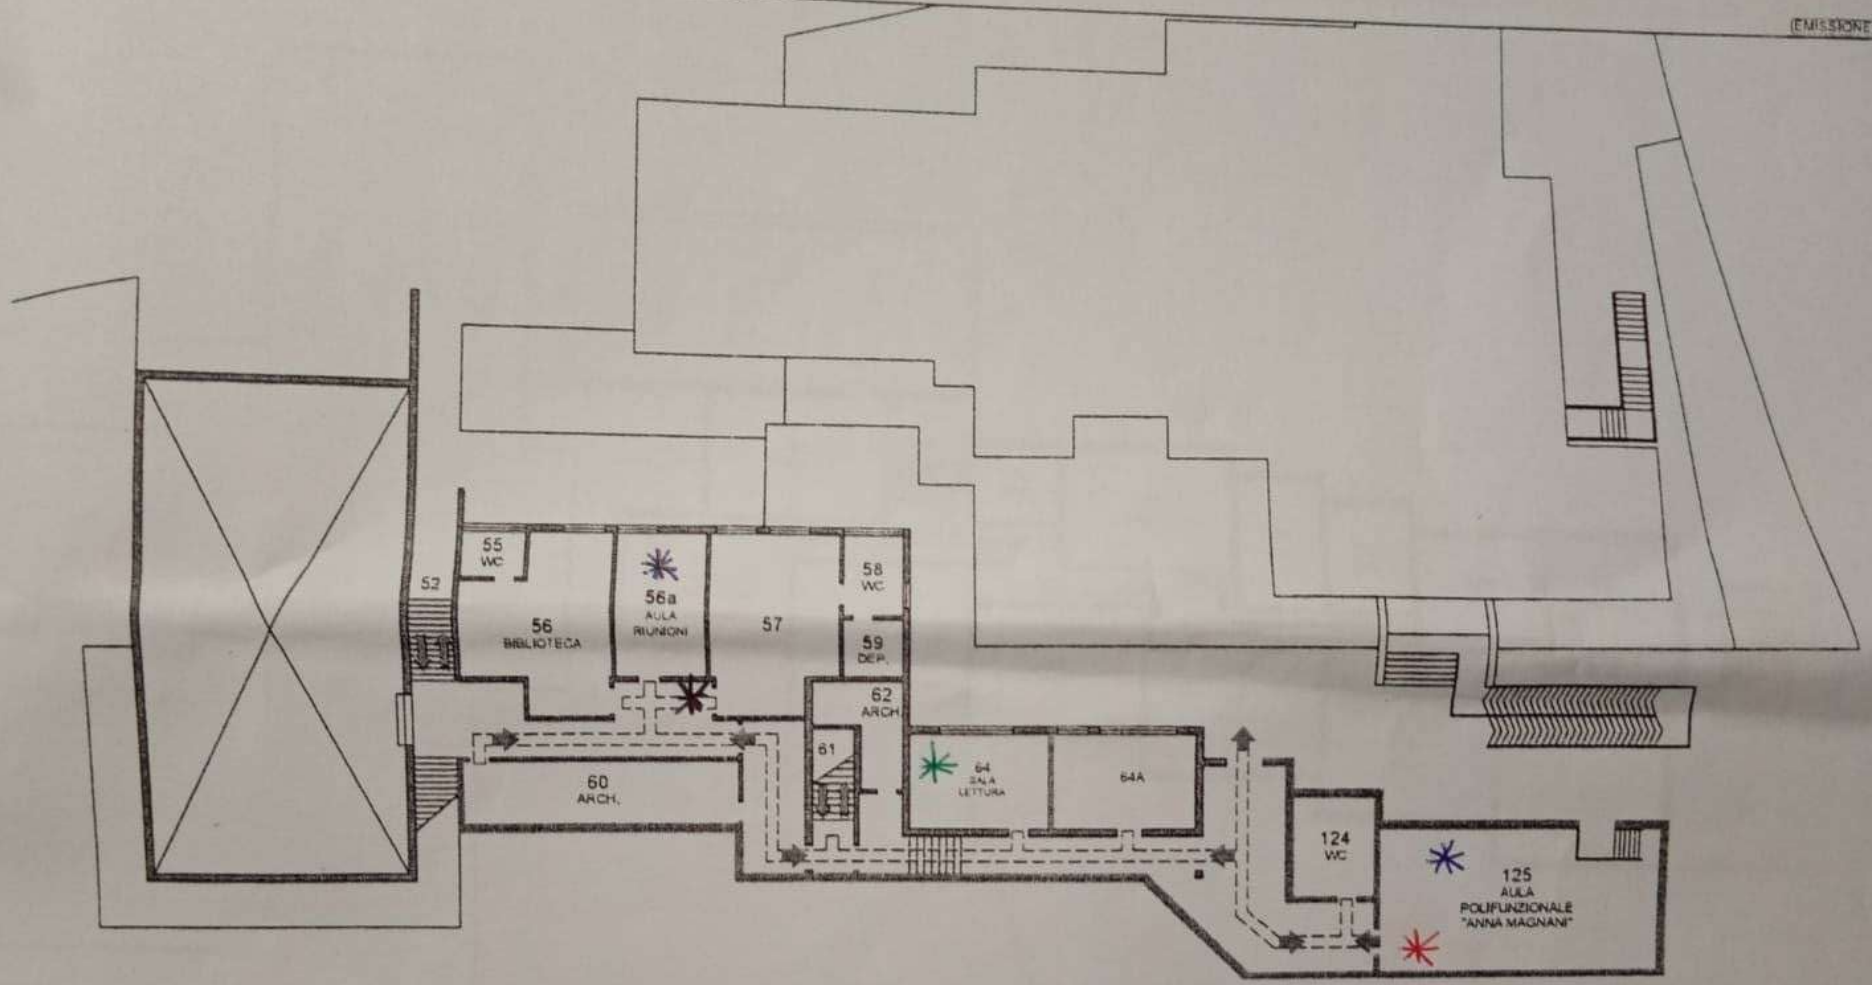 (EMISSIONE
52
55
WC
56
BIBLIOTECA
56a
AULA
RIUNIONI
57
58
WC
59
DEP.
62
ARCH.
61
60
ARCH.
64
SALA
LETTURA
64A
124
WC
125
AULA
POLIFUNZIONALE
"ANNA MAGNANI"